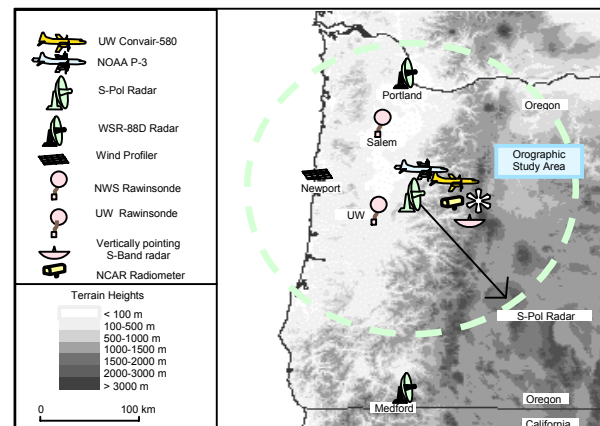 UW Convair-580
NOAA P-3
S-Pol Radar
WSR-88D Radar
Wind Profiler
NWS Rawinsonde
UW Rawinsonde
Vertically pointing
S-Band radar
NCAR Radiometer
Terrain Heights
< 100 m
100-500 m
500-1000 m
1000-1500 m
1500-2000 m
2000-3000 m
> 3000 m
0
100 km
Portland
Oregon
Salem
Orographic
Study Area
Newport
UW
S-Pol Radar
Medford
Oregon
California